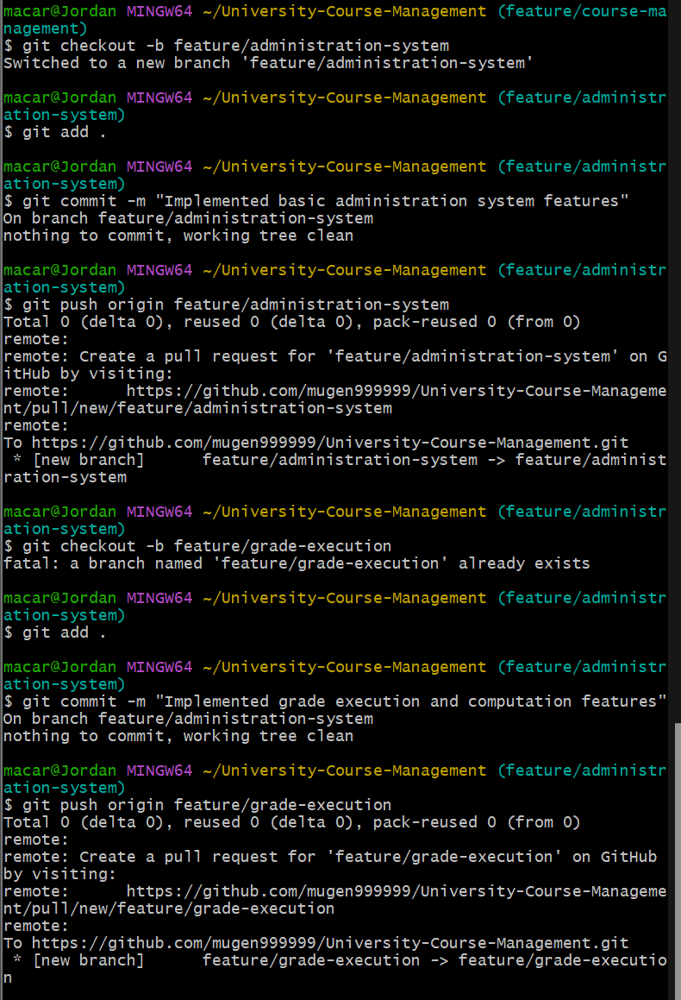 macar@Jordan MINGW64 ~/University-Course-Management (feature/course-ma
nagement)
$ git checkout -b feature/administration-system
Switched to a new branch 'feature/administration-system'
macar@Jordan MINGW64 ~/University-Course-Management (feature/administr
ation-system)
$ git add .
macar@Jordan MINGW64 ~/University-Course-Management (feature/administr
ation-system)
$ git commit -m "Implemented basic administration system features"
On branch feature/administration-system
nothing to commit, working tree clean
macar@Jordan MINGW64 ~/University-Course-Management (feature/administr
ation-system)
$ git push origin feature/administration-system
Total 0 (delta 0), reused 0 (delta 0), pack-reused 0 (from 0)
remote:
remote: Create a pull request for 'feature/administration-system' on G
itHub by visiting:
remote:      https://github.com/mugen999999/University-Course-Manageme
nt/pull/new/feature/administration-system
remote:
To https://github.com/mugen999999/University-Course-Management.git
 * [new branch]      feature/administration-system -> feature/administ
ration-system
macar@Jordan MINGW64 ~/University-Course-Management (feature/administr
ation-system)
$ git checkout -b feature/grade-execution
fatal: a branch named 'feature/grade-execution' already exists
macar@Jordan MINGW64 ~/University-Course-Management (feature/administr
ation-system)
$ git add .
macar@Jordan MINGW64 ~/University-Course-Management (feature/administr
ation-system)
$ git commit -m "Implemented grade execution and computation features"
On branch feature/administration-system
nothing to commit, working tree clean
macar@Jordan MINGW64 ~/University-Course-Management (feature/administr
ation-system)
$ git push origin feature/grade-execution
Total 0 (delta 0), reused 0 (delta 0), pack-reused 0 (from 0)
remote:
remote: Create a pull request for 'feature/grade-execution' on GitHub
by visiting:
remote:      https://github.com/mugen999999/University-Course-Manageme
nt/pull/new/feature/grade-execution
remote:
To https://github.com/mugen999999/University-Course-Management.git
 * [new branch]      feature/grade-execution -> feature/grade-executio
n